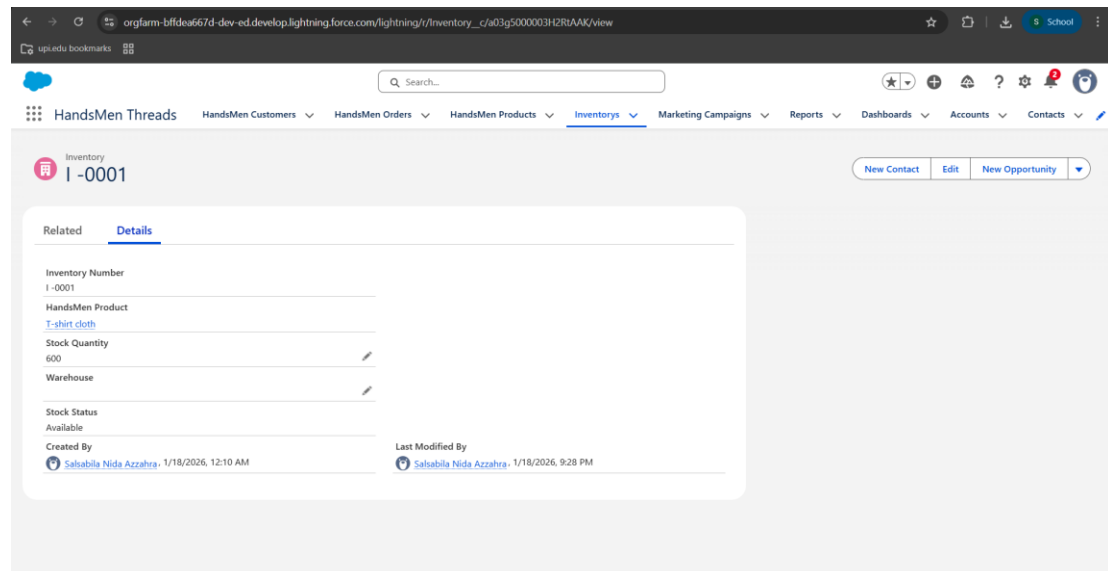 orgfarm-bffdea667d-dev-ed.develop.lightning.force.com/lightning/r/Inventory__c/a03g5000003H2RtAAK/view
S School
upi.edu bookmarks
Search...
2
HandsMen Threads HandsMen Customers HandsMen Orders HandsMen Products Inventorys Marketing Campaigns Reports Dashboards Accounts Contacts
Inventory
I -0001
New Contact Edit New Opportunity
Related Details
Inventory Number
I -0001
HandsMen Product
T-shirt cloth
Stock Quantity
600
Warehouse
Stock Status
Available
Created By Last Modified By
Salsabila Nida Azzahra, 1/18/2026, 12:10 AM Salsabila Nida Azzahra, 1/18/2026, 9:28 PM